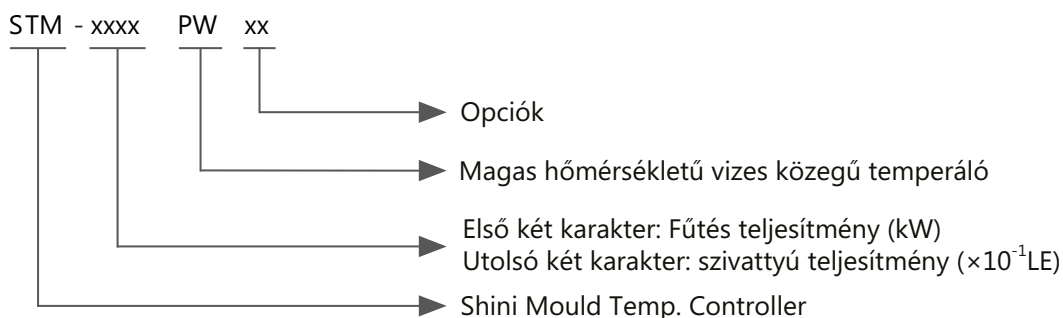 STM - xxxx PW xx
Opciók
Magas hőmérsékletű vizes közegű temperáló
Első két karakter: Fűtés teljesítmény (kW)
Utolsó két karakter: szivattyú teljesítmény (×10⁻¹LE)
Shini Mould Temp. Controller